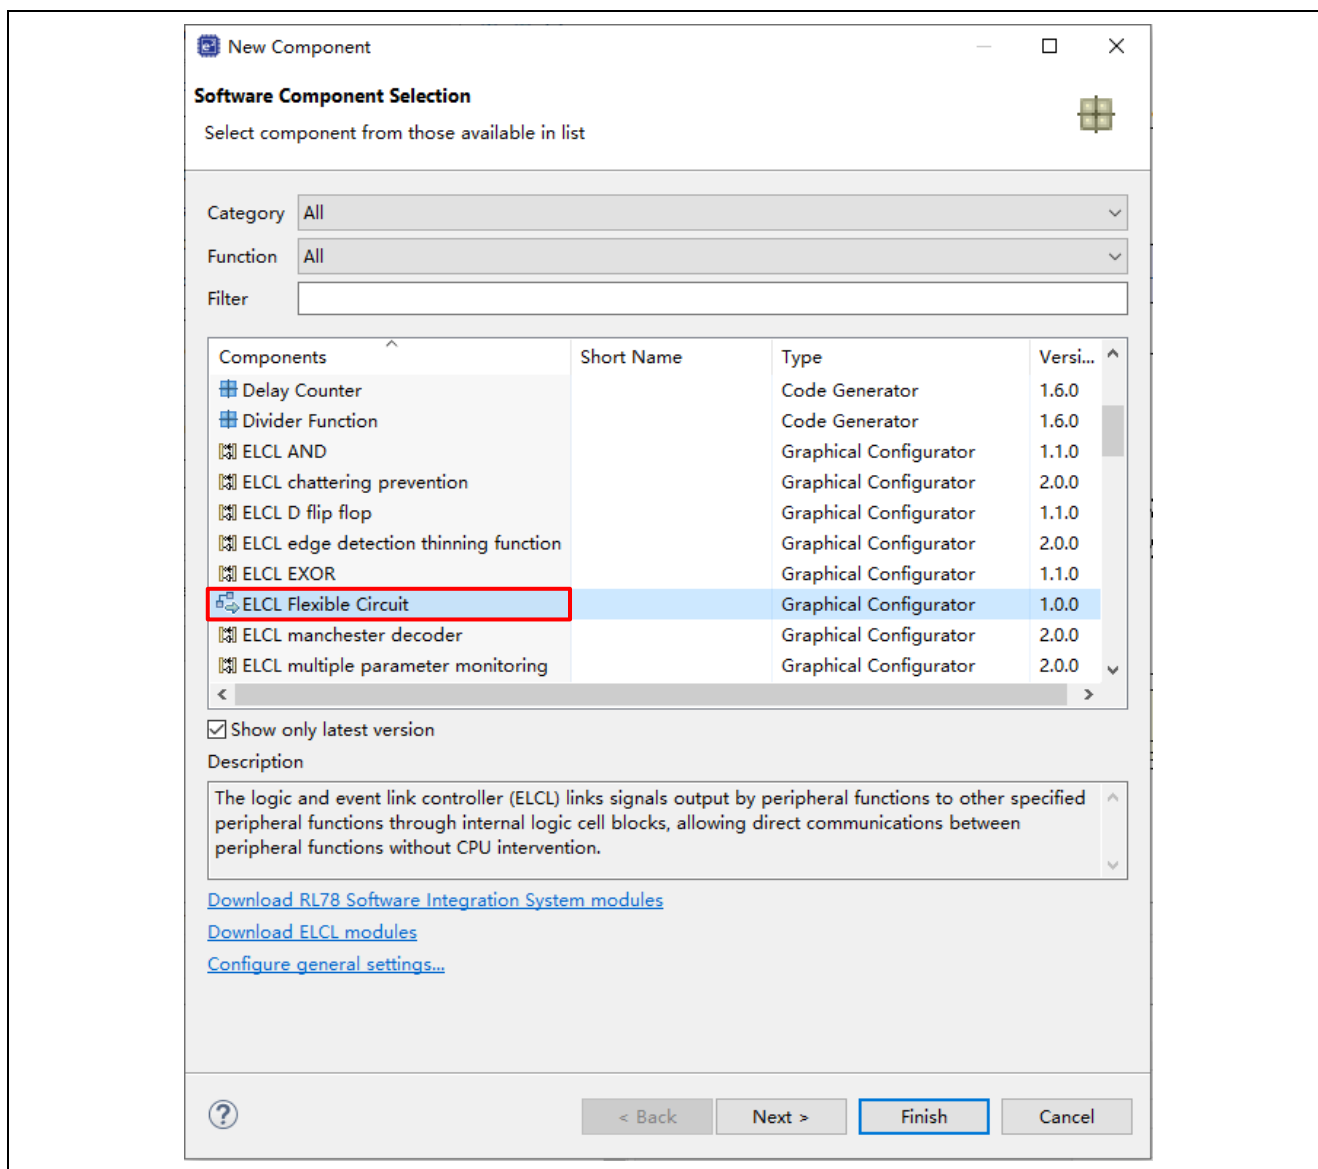 New Component
Software Component Selection
Select component from those available in list
Category All
Function All
Filter
Components Short Name Type Versi...
Delay Counter Code Generator 1.6.0
Divider Function Code Generator 1.6.0
ELCL AND Graphical Configurator 1.1.0
ELCL chattering prevention Graphical Configurator 2.0.0
ELCL D flip flop Graphical Configurator 1.1.0
ELCL edge detection thinning function Graphical Configurator 2.0.0
ELCL EXOR Graphical Configurator 1.1.0
ELCL Flexible Circuit Graphical Configurator 1.0.0
ELCL manchester decoder Graphical Configurator 2.0.0
ELCL multiple parameter monitoring Graphical Configurator 2.0.0
Show only latest version
Description
The logic and event link controller (ELCL) links signals output by peripheral functions to other specified
peripheral functions through internal logic cell blocks, allowing direct communications between
peripheral functions without CPU intervention.
Download RL78 Software Integration System modules
Download ELCL modules
Configure general settings...
< Back Next > Finish Cancel